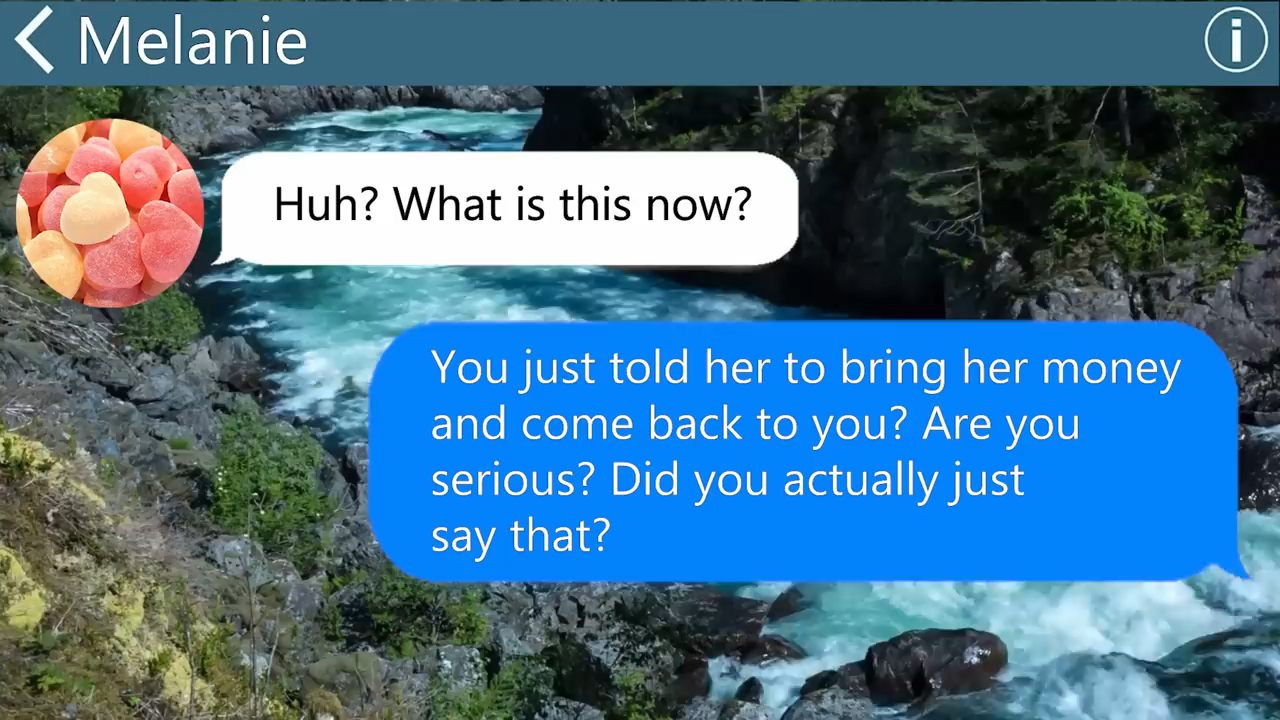 Melanie
Huh? What is this now?
You just told her to bring her money
and come back to you? Are you
serious? Did you actually just
say that?